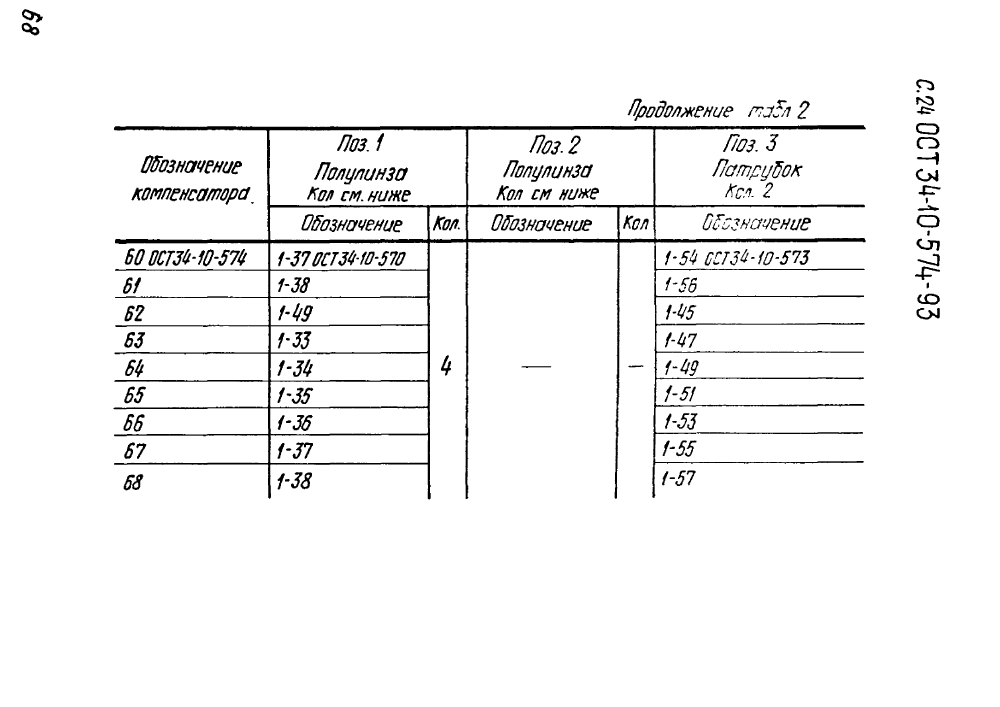 68
С.24 ОСТ34-10-574-93
Продолжение табл 2
Обозначение компенсатора.
Поз. 1 Полулинза Кол см. ниже
Поз. 2 Полулинза Кол см ниже
Поз. 3 Патрубок Кол. 2
Обозначение Кол. Обозначение Кол Обозначение
60 ОСТ34-10-574 1-37 ОСТ34-10-570 1-54 ОСТ34-10-573
61 1-38 1-56
62 1-49 1-45
63 1-33 1-47
64 1-34 4 — — 1-49
65 1-35 1-51
66 1-36 1-53
67 1-37 1-55
68 1-38 1-57